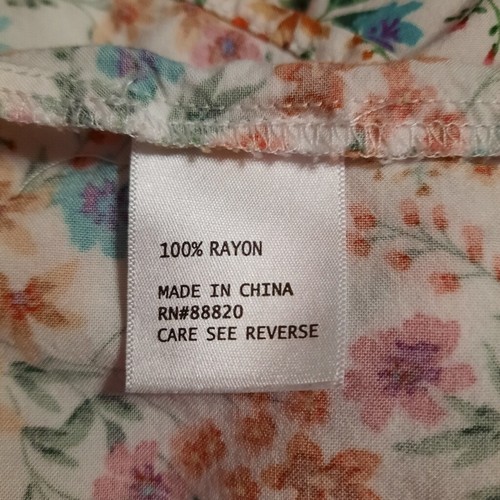 100% RAYON
MADE IN CHINA
RN#88820
CARE SEE REVERSE